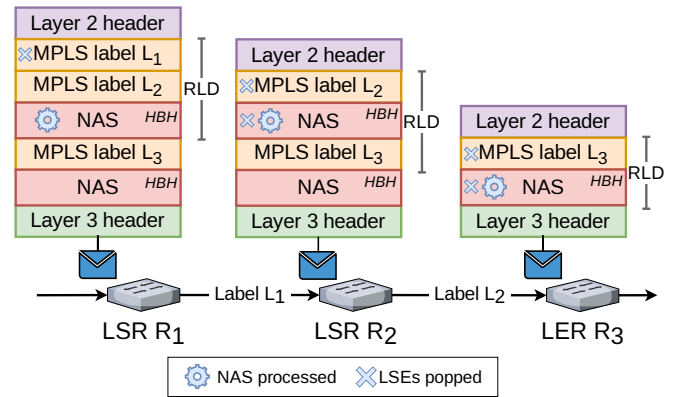 Layer 2 header
MPLS label L1
MPLS label L2
NAS HBH
MPLS label L3
NAS HBH
Layer 3 header
RLD
Layer 2 header
MPLS label L2
NAS HBH
MPLS label L3
NAS HBH
Layer 3 header
RLD
Layer 2 header
MPLS label L3
NAS HBH
Layer 3 header
RLD
Label L1
Label L2
LSR R1
LSR R2
LER R3
NAS processed
LSEs popped